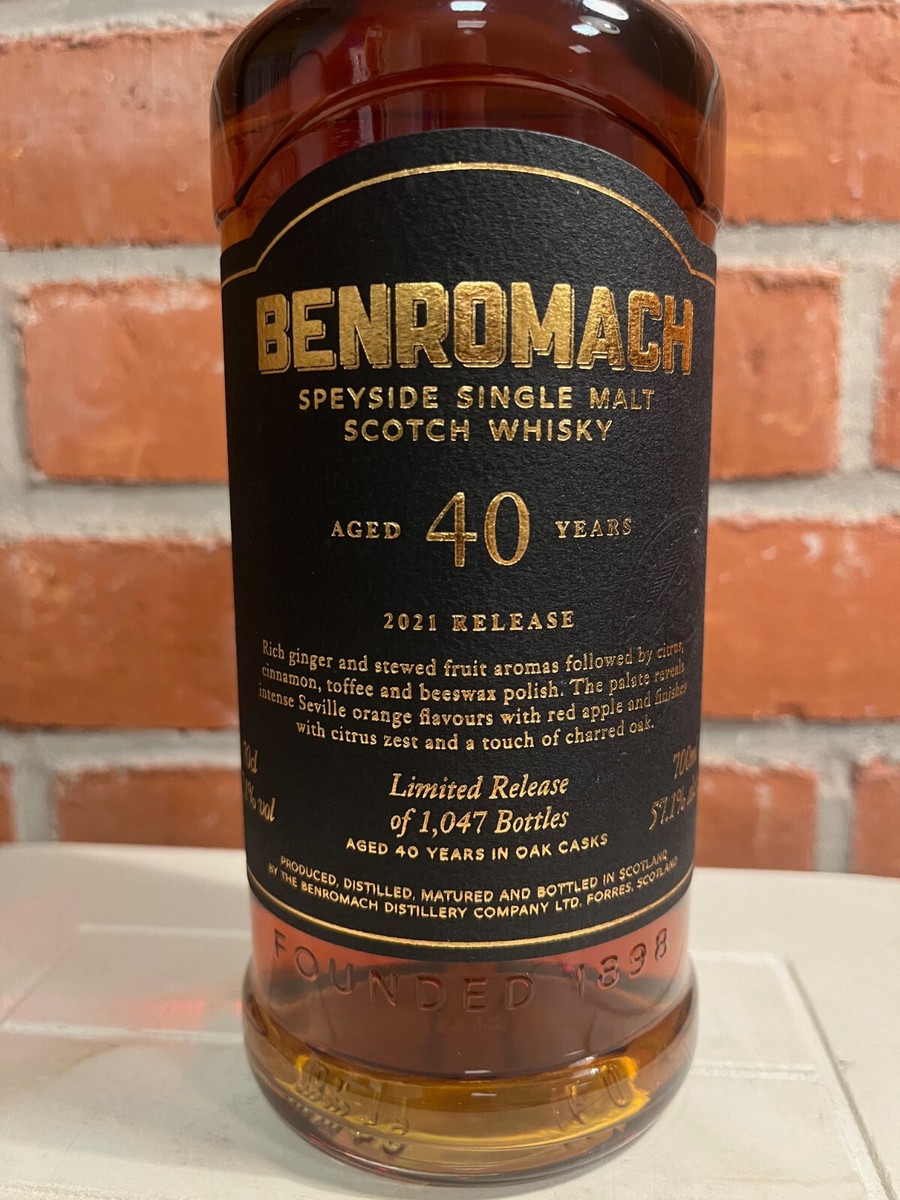 BENROMACH
SPEYSIDE SINGLE MALT
SCOTCH WHISKY
AGED 40 YEARS
2021 RELEASE
Rich ginger and stewed fruit aromas followed by citrus,
cinnamon, toffee and beeswax polish. The palate reveals
intense Seville orange flavours with red apple and finishes
with citrus zest and a touch of charred oak.
Limited Release
of 1,047 Bottles
AGED 40 YEARS IN OAK CASKS
57.1%
PRODUCED, DISTILLED, MATURED AND BOTTLED IN SCOTLAND
BY THE BENROMACH DISTILLERY COMPANY LTD, FORRES, SCOTLAND
FOUNDED 1898